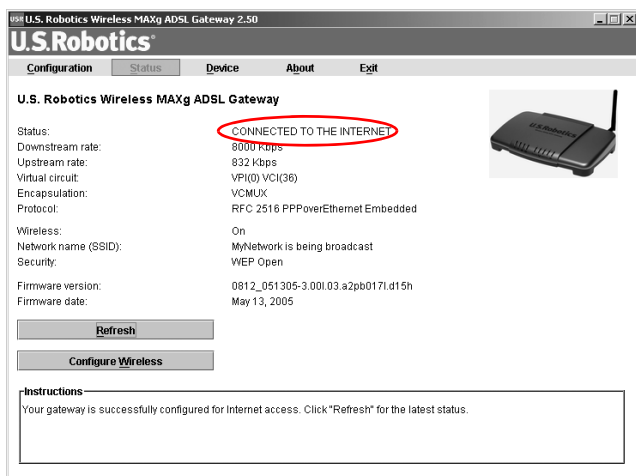 USR U.S. Robotics Wireless MAXg ADSL Gateway 2.50
U.S.Robotics
Configuration Status Device About Exit
U.S. Robotics Wireless MAXg ADSL Gateway
Status: CONNECTED TO THE INTERNET
Downstream rate: 8000 Kbps
Upstream rate: 832 Kbps
Virtual circuit: VPI(0) VCI(36)
Encapsulation: VCMUX
Protocol: RFC 2516 PPPoverEthernet Embedded
Wireless: On
Network name (SSID): MyNetwork is being broadcast
Security: WEP Open
Firmware version: 0812_051305-3.00l.03.a2pb017l.d15h
Firmware date: May 13, 2005
Refresh
Configure Wireless
Instructions
Your gateway is successfully configured for Internet access. Click "Refresh" for the latest status.
U.S.Robotics